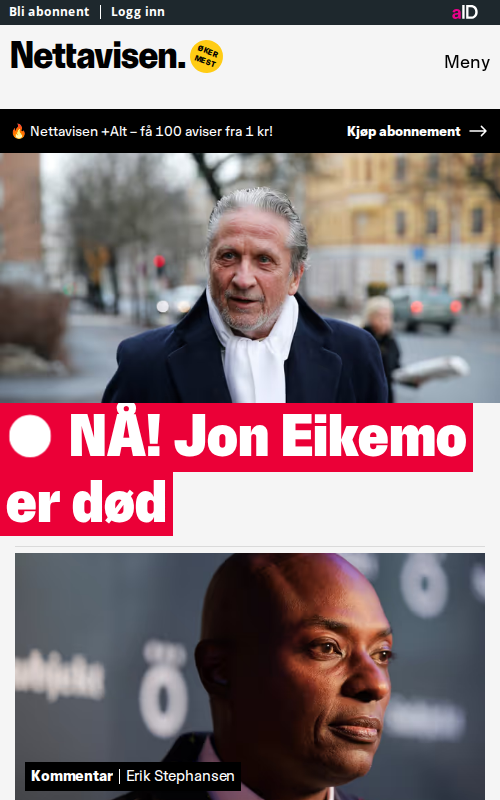 Bli abonnent | Logg inn
aID
Nettavisen.
ØKER
MEST
Meny
🔥 Nettavisen +Alt – få 100 aviser fra 1 kr!
Kjøp abonnement →
NÅ! Jon Eikemo
er død
Kommentar | Erik Stephansen